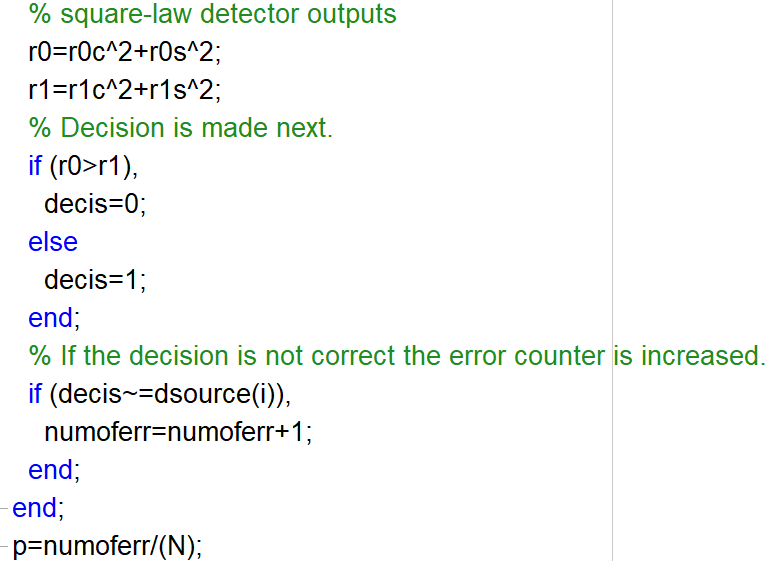 % square-law detector outputs
r0=r0c^2+r0s^2;
r1=r1c^2+r1s^2;
% Decision is made next.
if (r0>r1),
decis=0;
else
decis=1;
end;
% If the decision is not correct the error counter is increased.
if (decis~=dsource(i)),
numoferr=numoferr+1;
end;
end;
p=numoferr/(N);